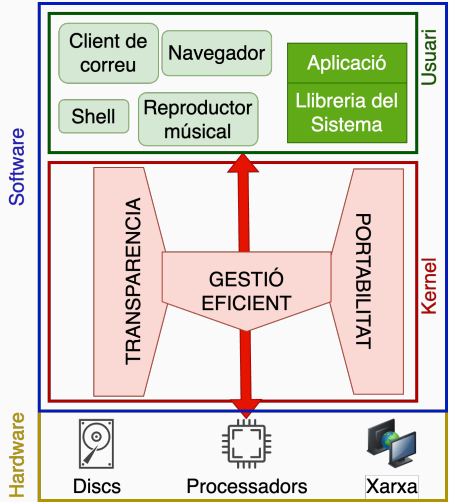 Client de
correu
Navegador
Aplicació
Shell
Reproductor
músical
Llibreria del
Sistema
Usuari
Software
TRANSPARENCIA
GESTIÓ
EFICIENT
PORTABILITAT
Kernel
Hardware
Discs
Processadors
Xarxa